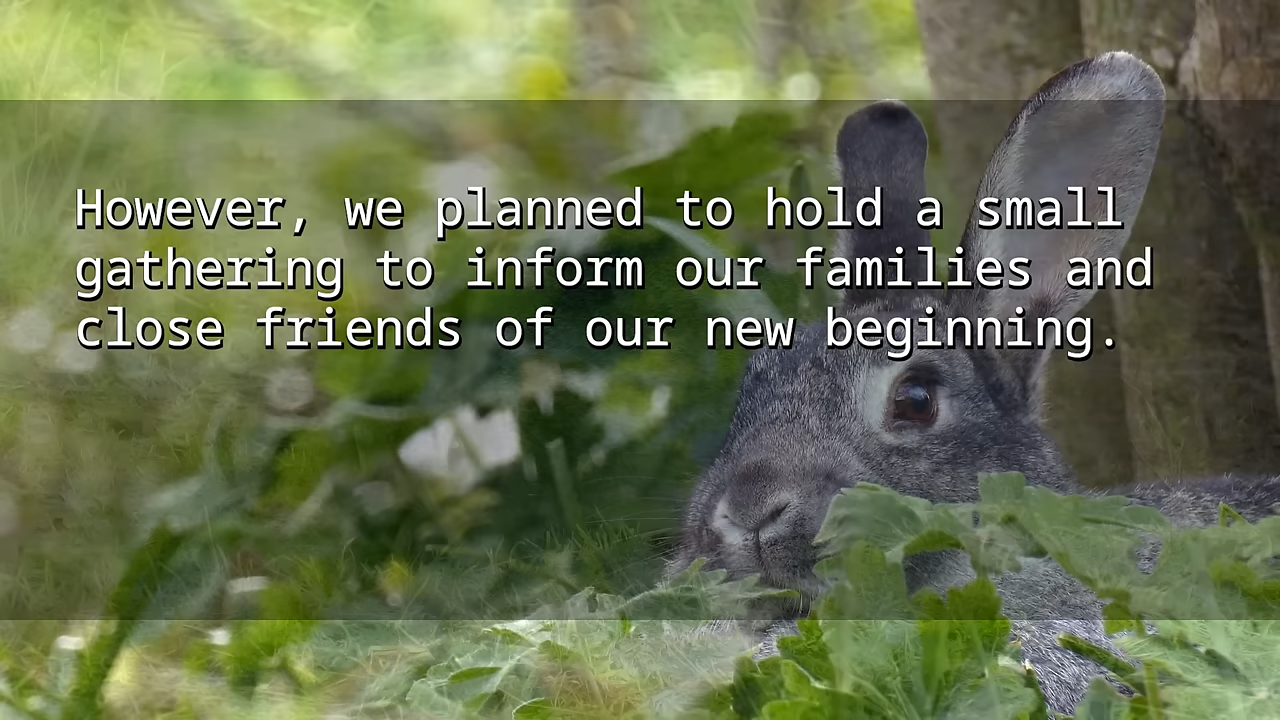 However, we planned to hold a small
gathering to inform our families and
close friends of our new beginning.